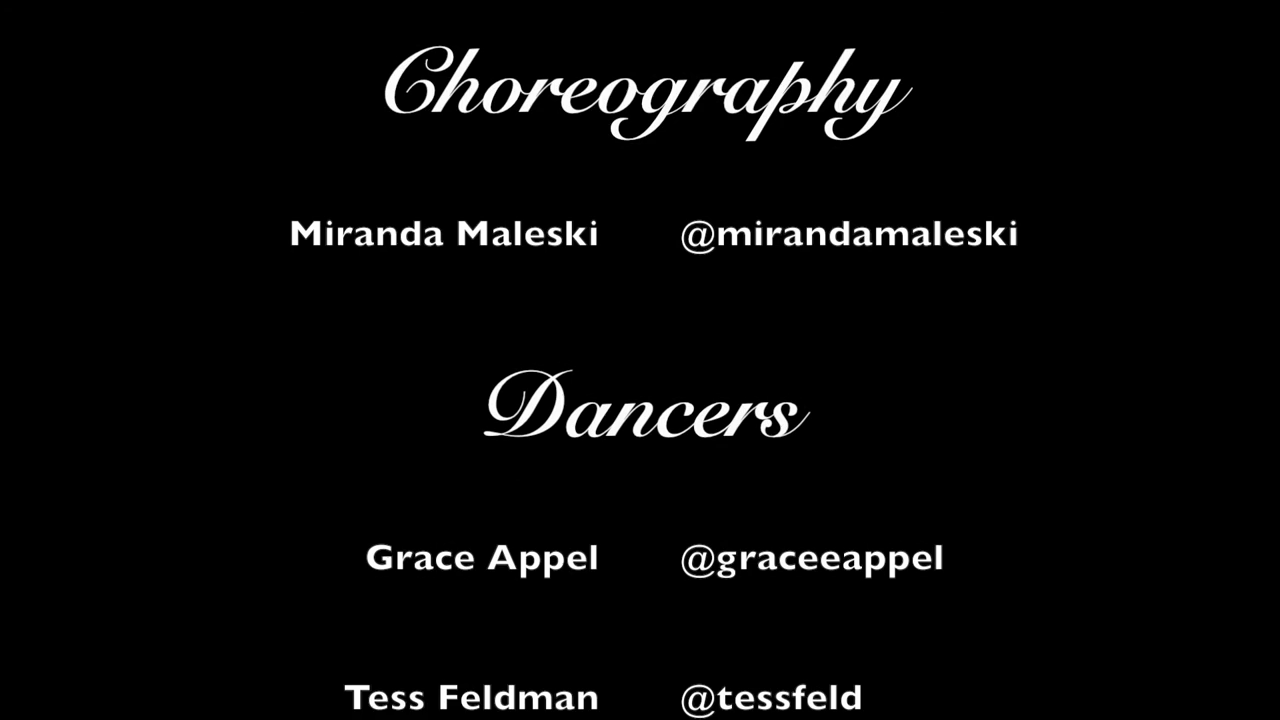 Choreography
Miranda Maleski @mirandamaleski
Dancers
Grace Appel @graceeappel
Tess Feldman @tessfeld